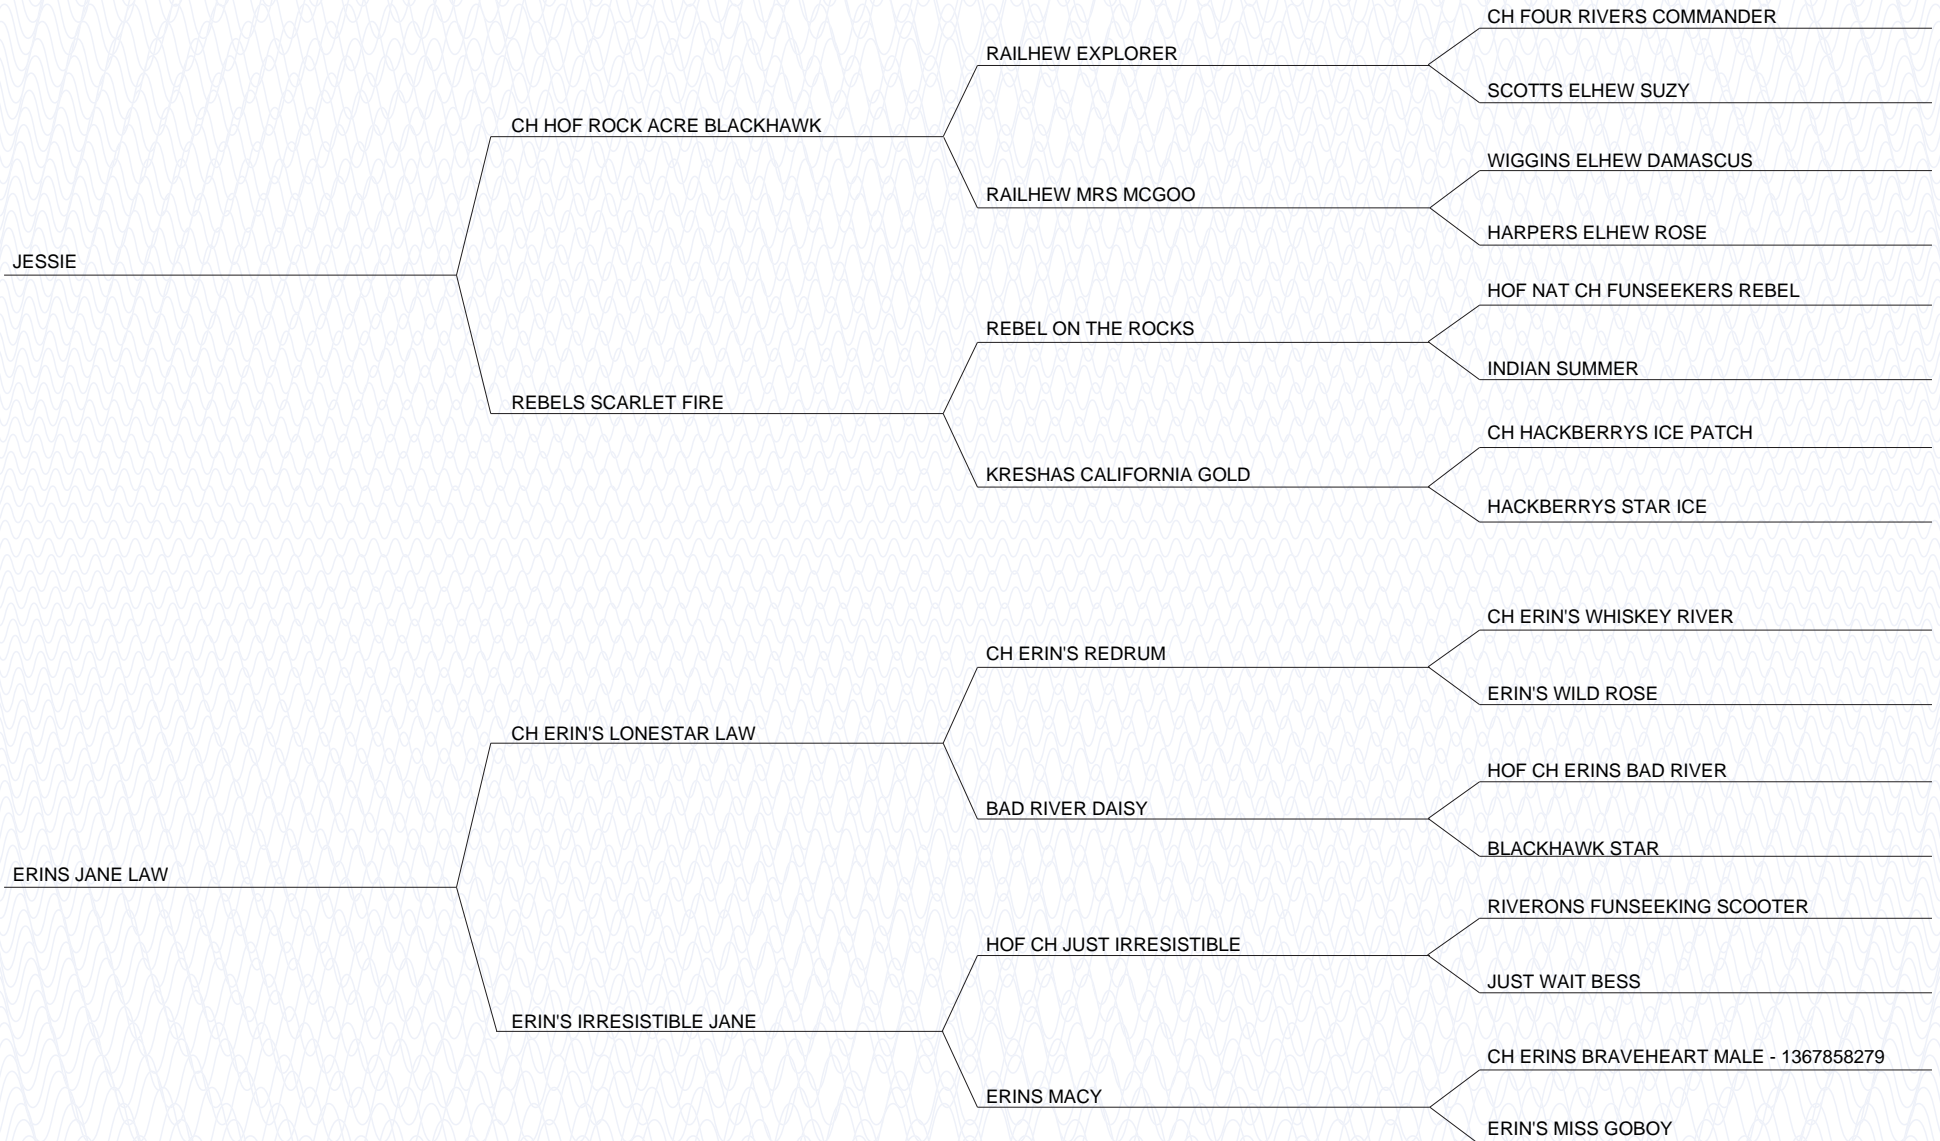 CH FOUR RIVERS COMMANDER
RAILHEW EXPLORER
SCOTTS ELHEW SUZY
CH HOF ROCK ACRE BLACKHAWK
WIGGINS ELHEW DAMASCUS
RAILHEW MRS MCGOO
HARPERS ELHEW ROSE
JESSIE
HOF NAT CH FUNSEEKERS REBEL
REBEL ON THE ROCKS
INDIAN SUMMER
REBELS SCARLET FIRE
CH HACKBERRYS ICE PATCH
KRESHAS CALIFORNIA GOLD
HACKBERRYS STAR ICE
CH ERIN'S WHISKEY RIVER
CH ERIN'S REDRUM
ERIN'S WILD ROSE
CH ERIN'S LONESTAR LAW
HOF CH ERINS BAD RIVER
BAD RIVER DAISY
BLACKHAWK STAR
ERINS JANE LAW
RIVERONS FUNSEEKING SCOOTER
HOF CH JUST IRRESISTIBLE
JUST WAIT BESS
ERIN'S IRRESISTIBLE JANE
CH ERINS BRAVEHEART MALE - 1367858279
ERINS MACY
ERIN'S MISS GOBOY